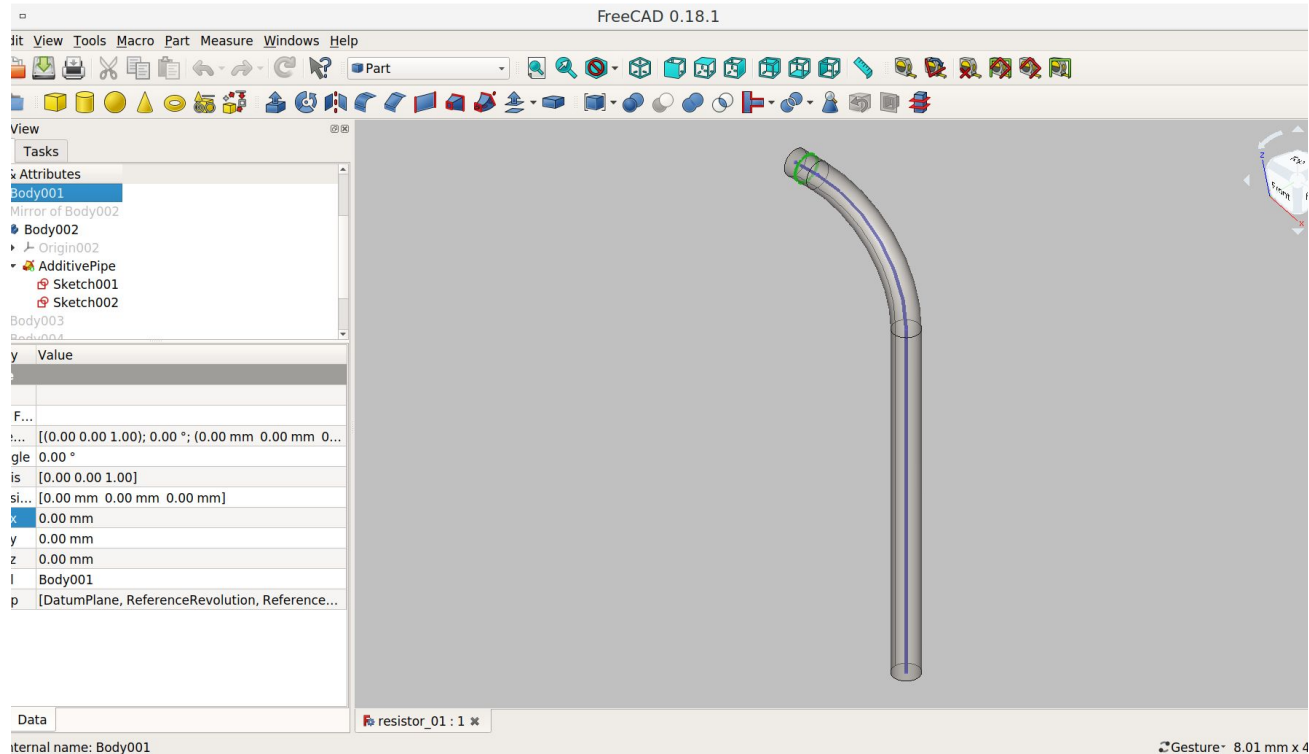 FreeCAD 0.18.1
dit View Tools Macro Part Measure Windows Help
Part
View
Tasks
& Attributes
Body001
Mirror of Body002
Body002
Origin002
AdditivePipe
Sketch001
Sketch002
Body003
Body004
y Value
F...
e... [(0.00 0.00 1.00); 0.00 °; (0.00 mm 0.00 mm 0...
gle 0.00 °
is [0.00 0.00 1.00]
si... [0.00 mm 0.00 mm 0.00 mm]
x 0.00 mm
y 0.00 mm
z 0.00 mm
l Body001
p [DatumPlane, ReferenceRevolution, Reference...
Data
resistor_01 : 1
Z
Front
X
nternal name: Body001
Gesture 8.01 mm x 4